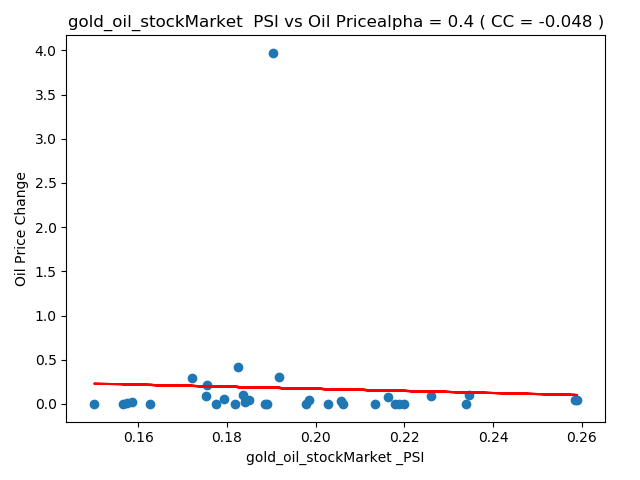 gold_oil_stockMarket  PSI vs Oil Pricealpha = 0.4 ( CC = -0.048 )
4.0
3.5
3.0
2.5
2.0
1.5
1.0
0.5
0.0
Oil Price Change
0.16 0.18 0.20 0.22 0.24 0.26
gold_oil_stockMarket _PSI